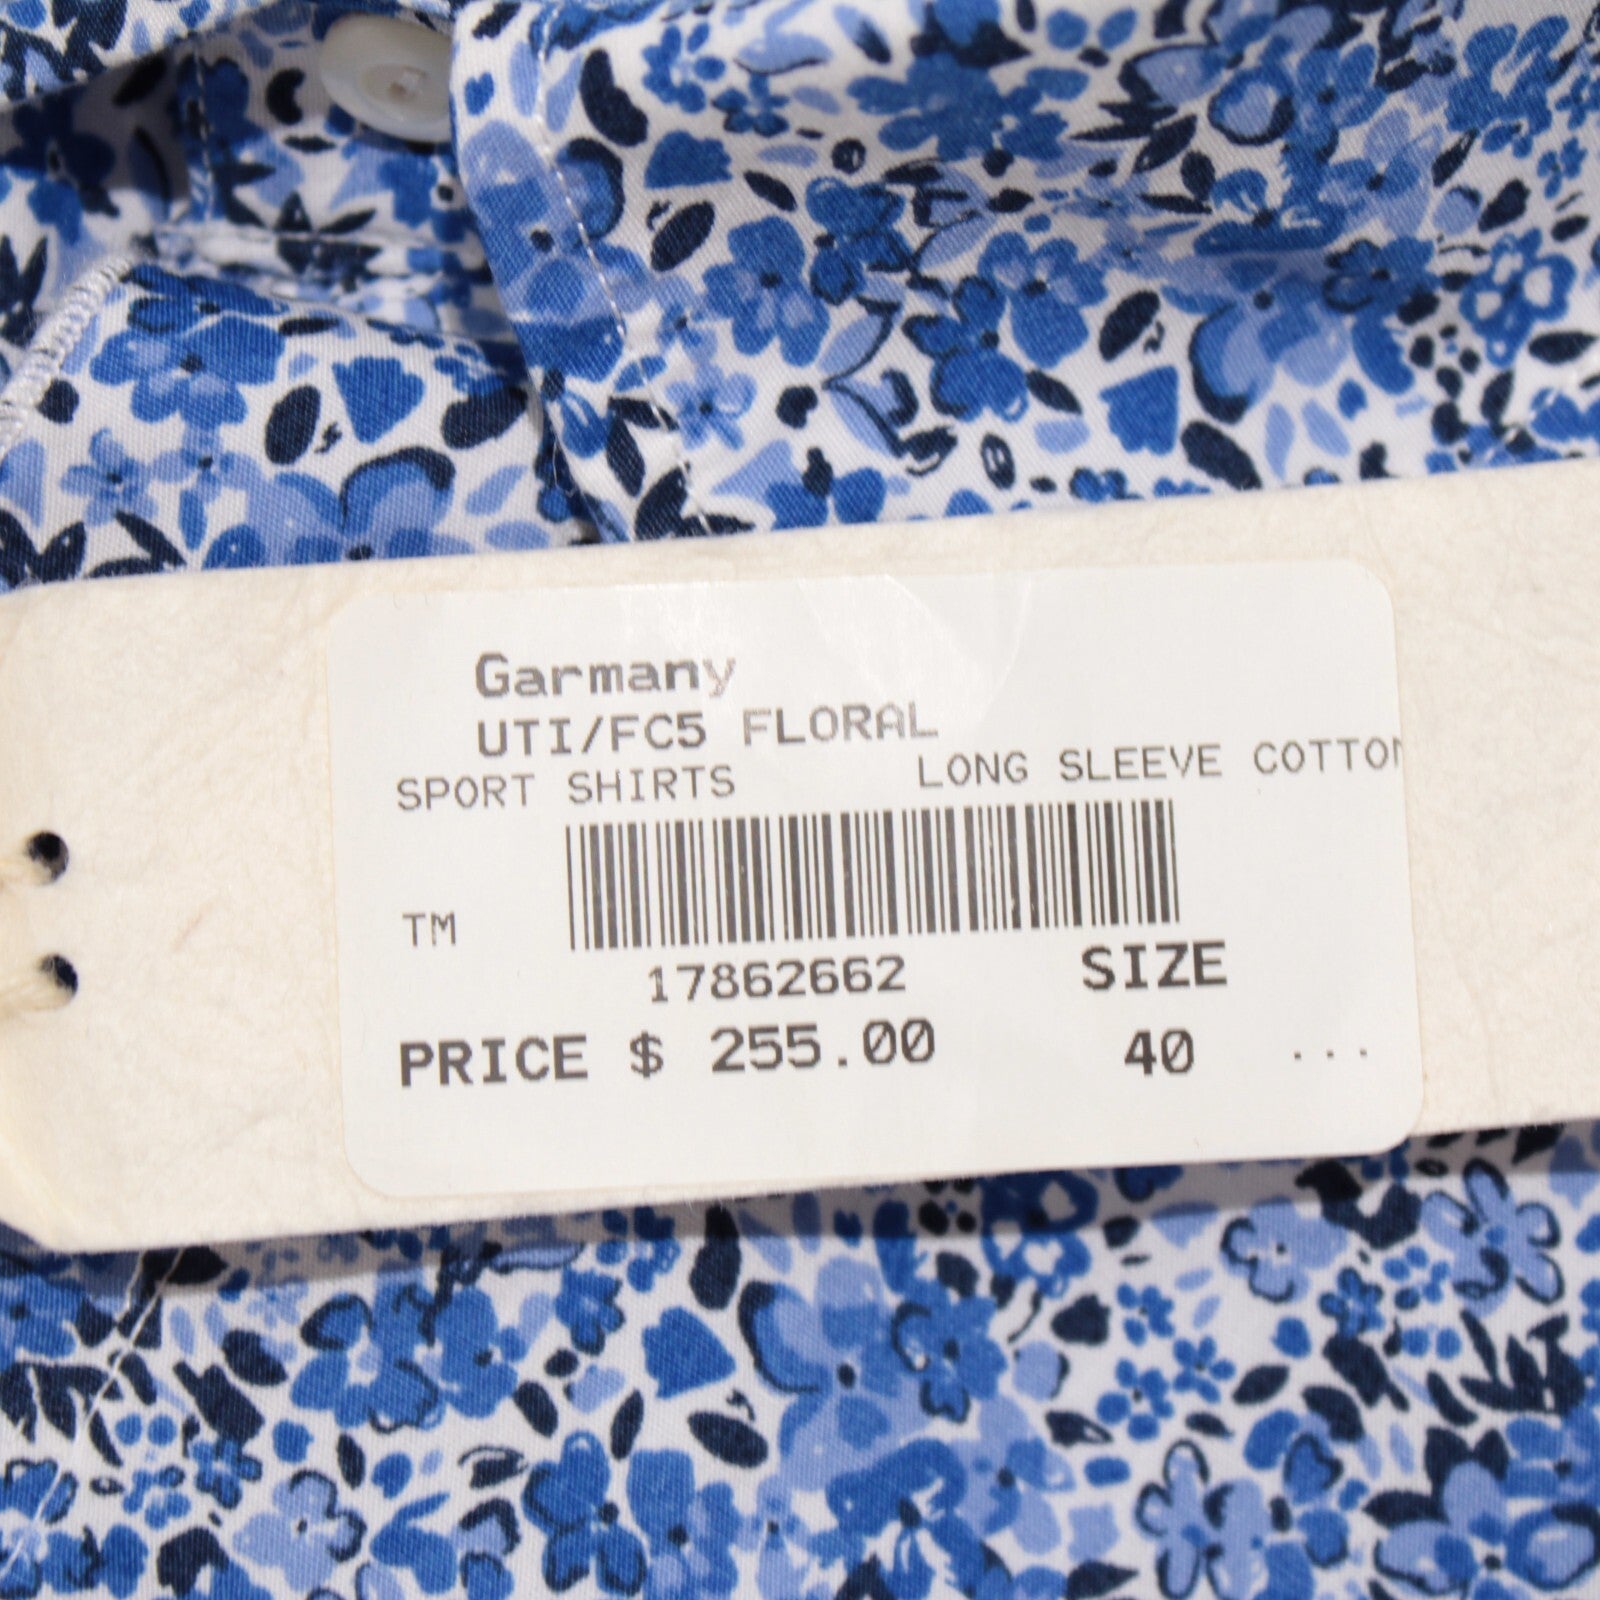 Garmany
UTI/FC5 FLORAL
SPORT SHIRTS LONG SLEEVE COTTON
TM
17862662 SIZE
PRICE $ 255.00 40 ...